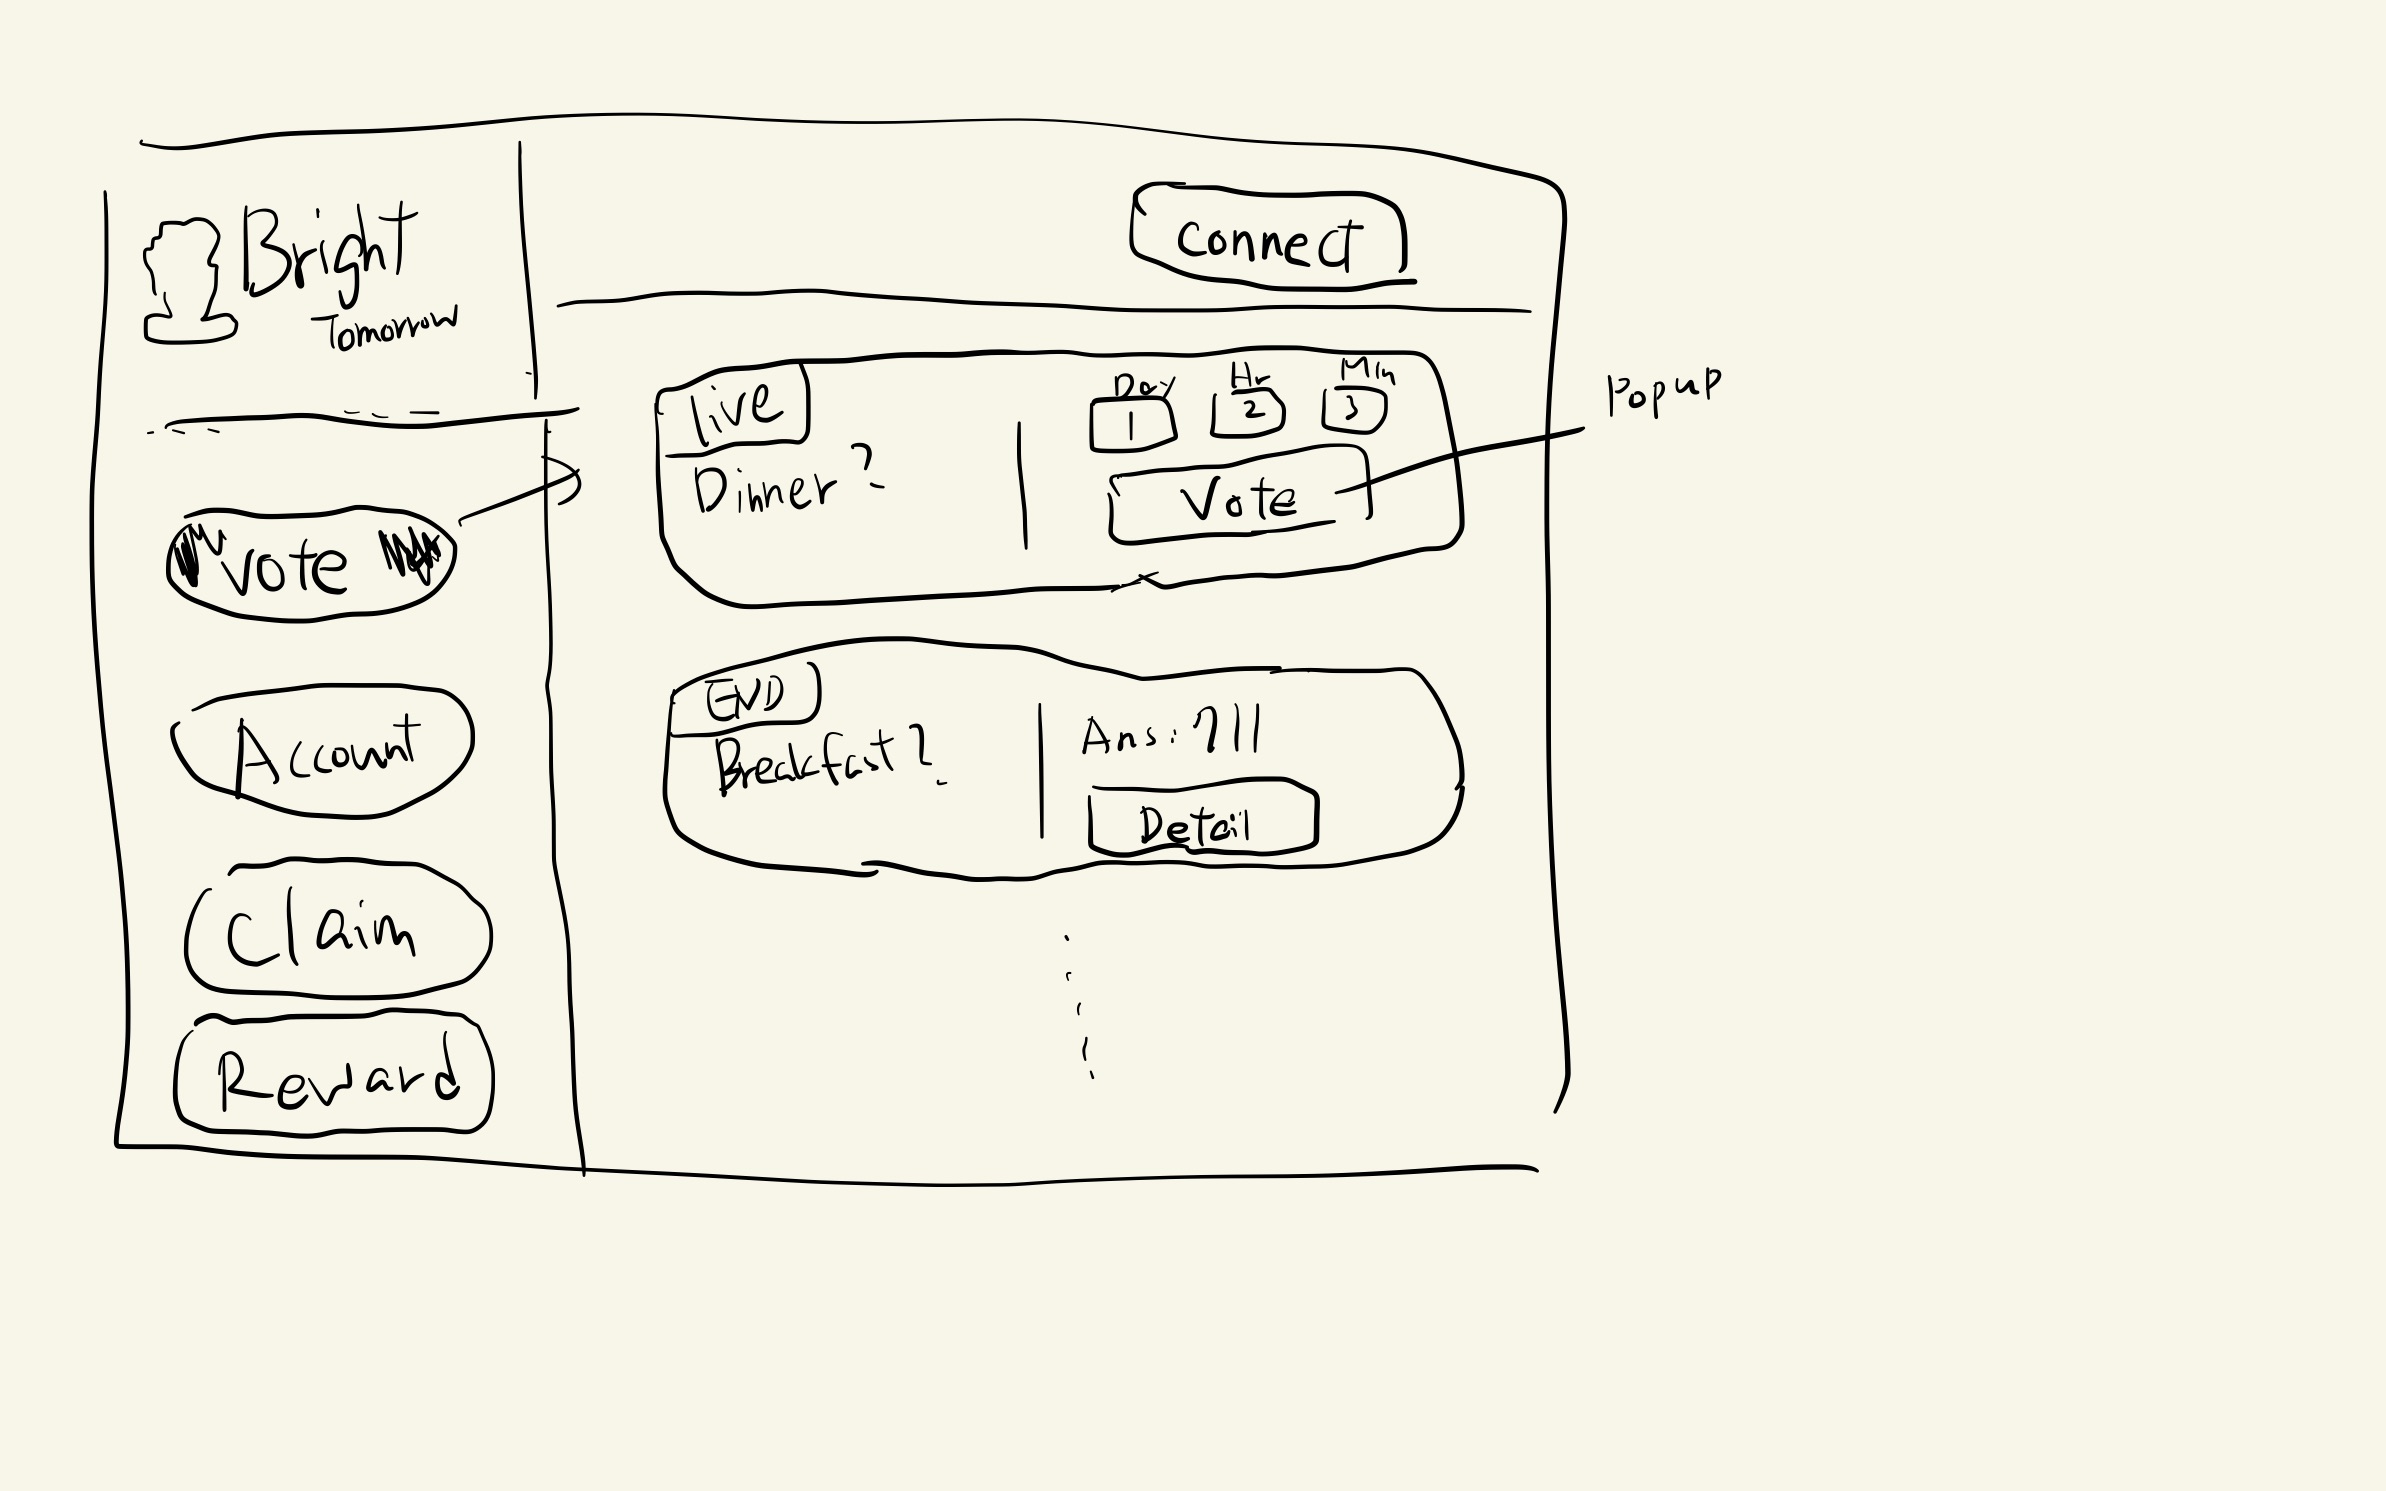 Bright
Tomorrow
Connect
Vote
Account
Claim
Reward
Live
Dinner?
Day
Hr
Min
1
2
3
Vote
Popup
END
Breakfast?
Ans: 711
Detail